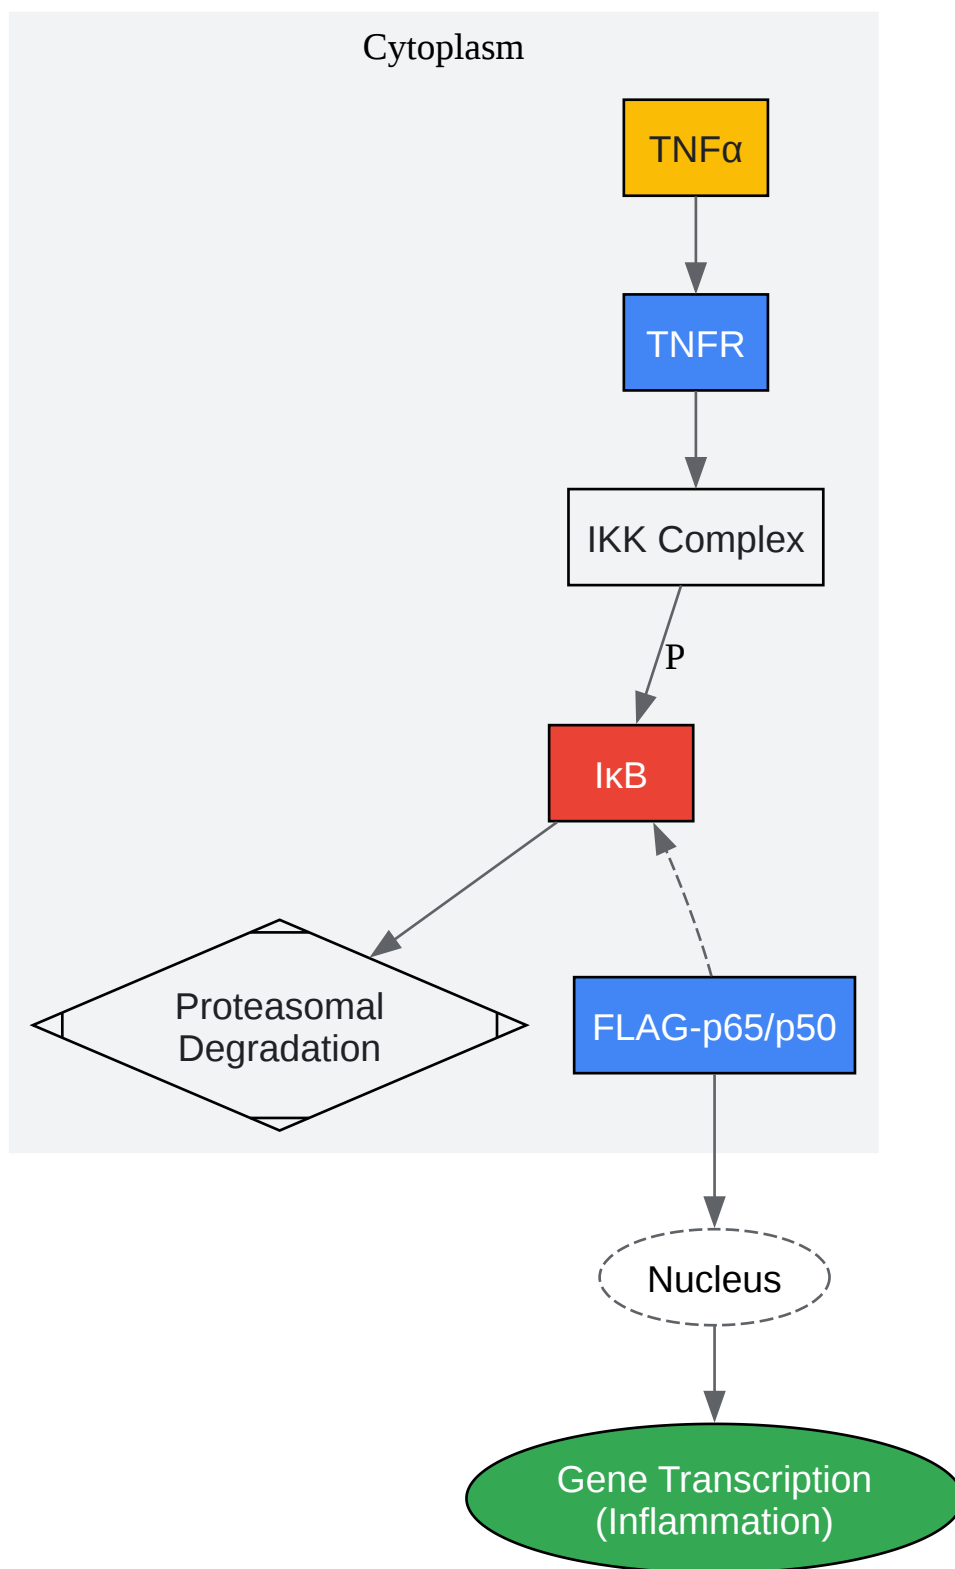 Cytoplasm
TNFα
TNFR
IKK Complex
P
IκB
Proteasomal
Degradation
FLAG-p65/p50
Nucleus
Gene Transcription
(Inflammation)